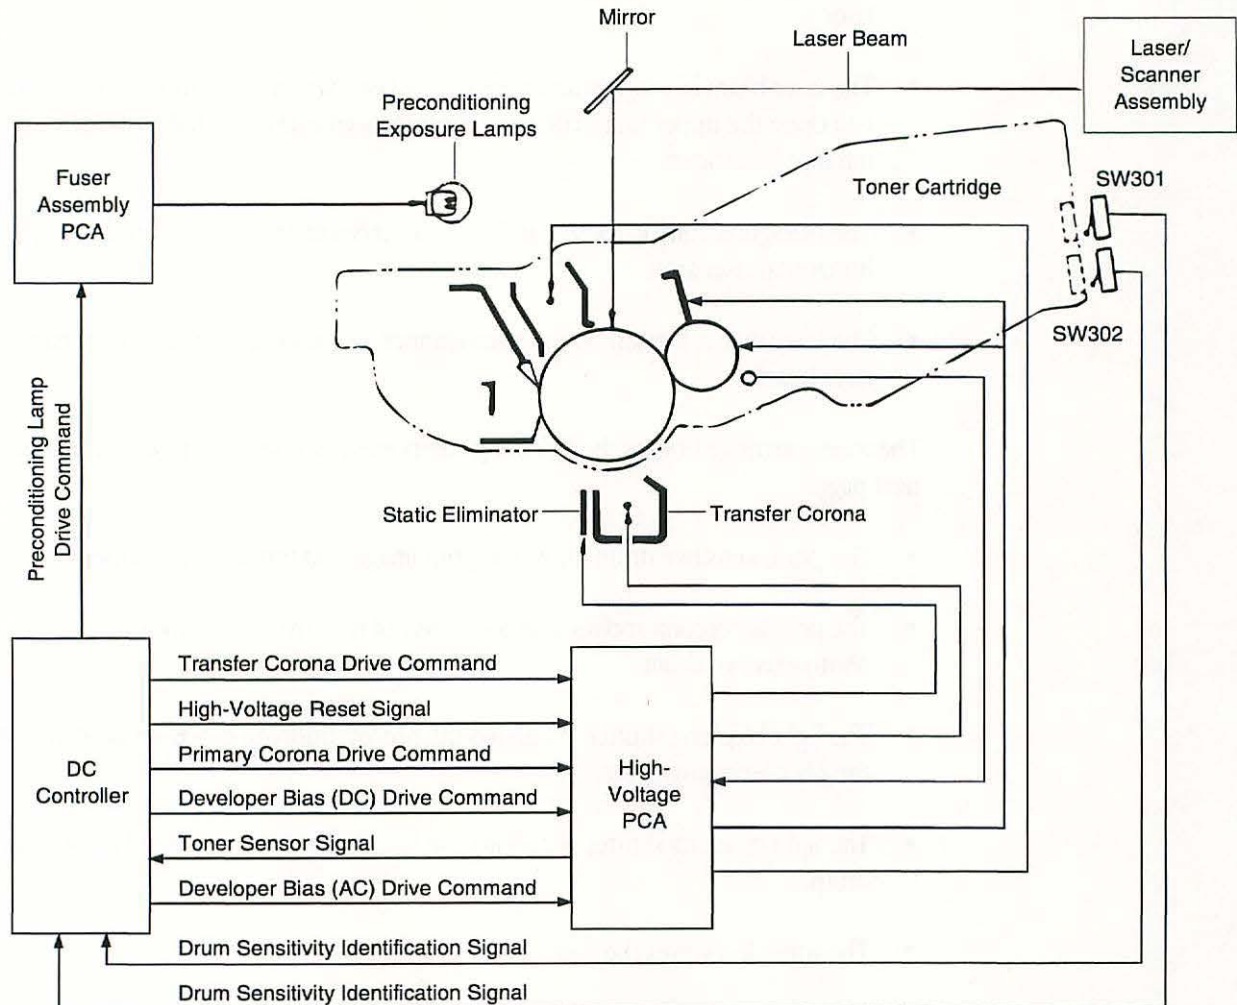 Mirror
Laser Beam
Laser/
Scanner
Assembly
Preconditioning
Exposure Lamps
Fuser
Assembly
PCA
Toner Cartridge
SW301
SW302
Preconditioning Lamp
Drive Command
Static Eliminator
Transfer Corona
DC
Controller
Transfer Corona Drive Command
High-Voltage Reset Signal
Primary Corona Drive Command
Developer Bias (DC) Drive Command
Toner Sensor Signal
Developer Bias (AC) Drive Command
High-
Voltage
PCA
Drum Sensitivity Identification Signal
Drum Sensitivity Identification Signal